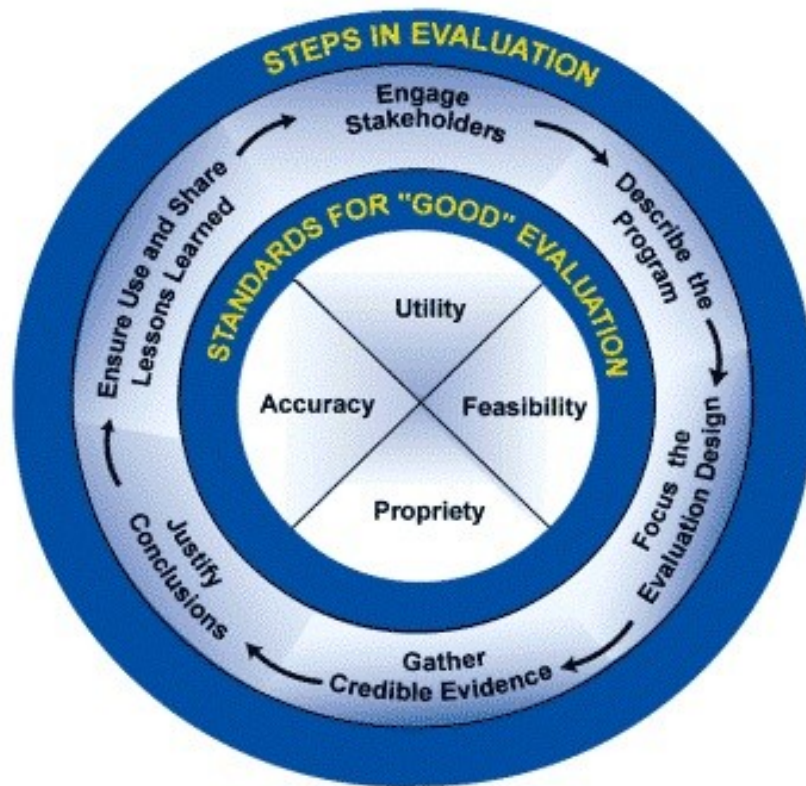 STEPS IN EVALUATION
Engage
Stakeholders
Describe the
Program
Focus the
Evaluation Design
Gather
Credible Evidence
Justify
Conclusions
Ensure Use and Share
Lessons Learned
STANDARDS FOR "GOOD" EVALUATION
Utility
Accuracy
Feasibility
Propriety